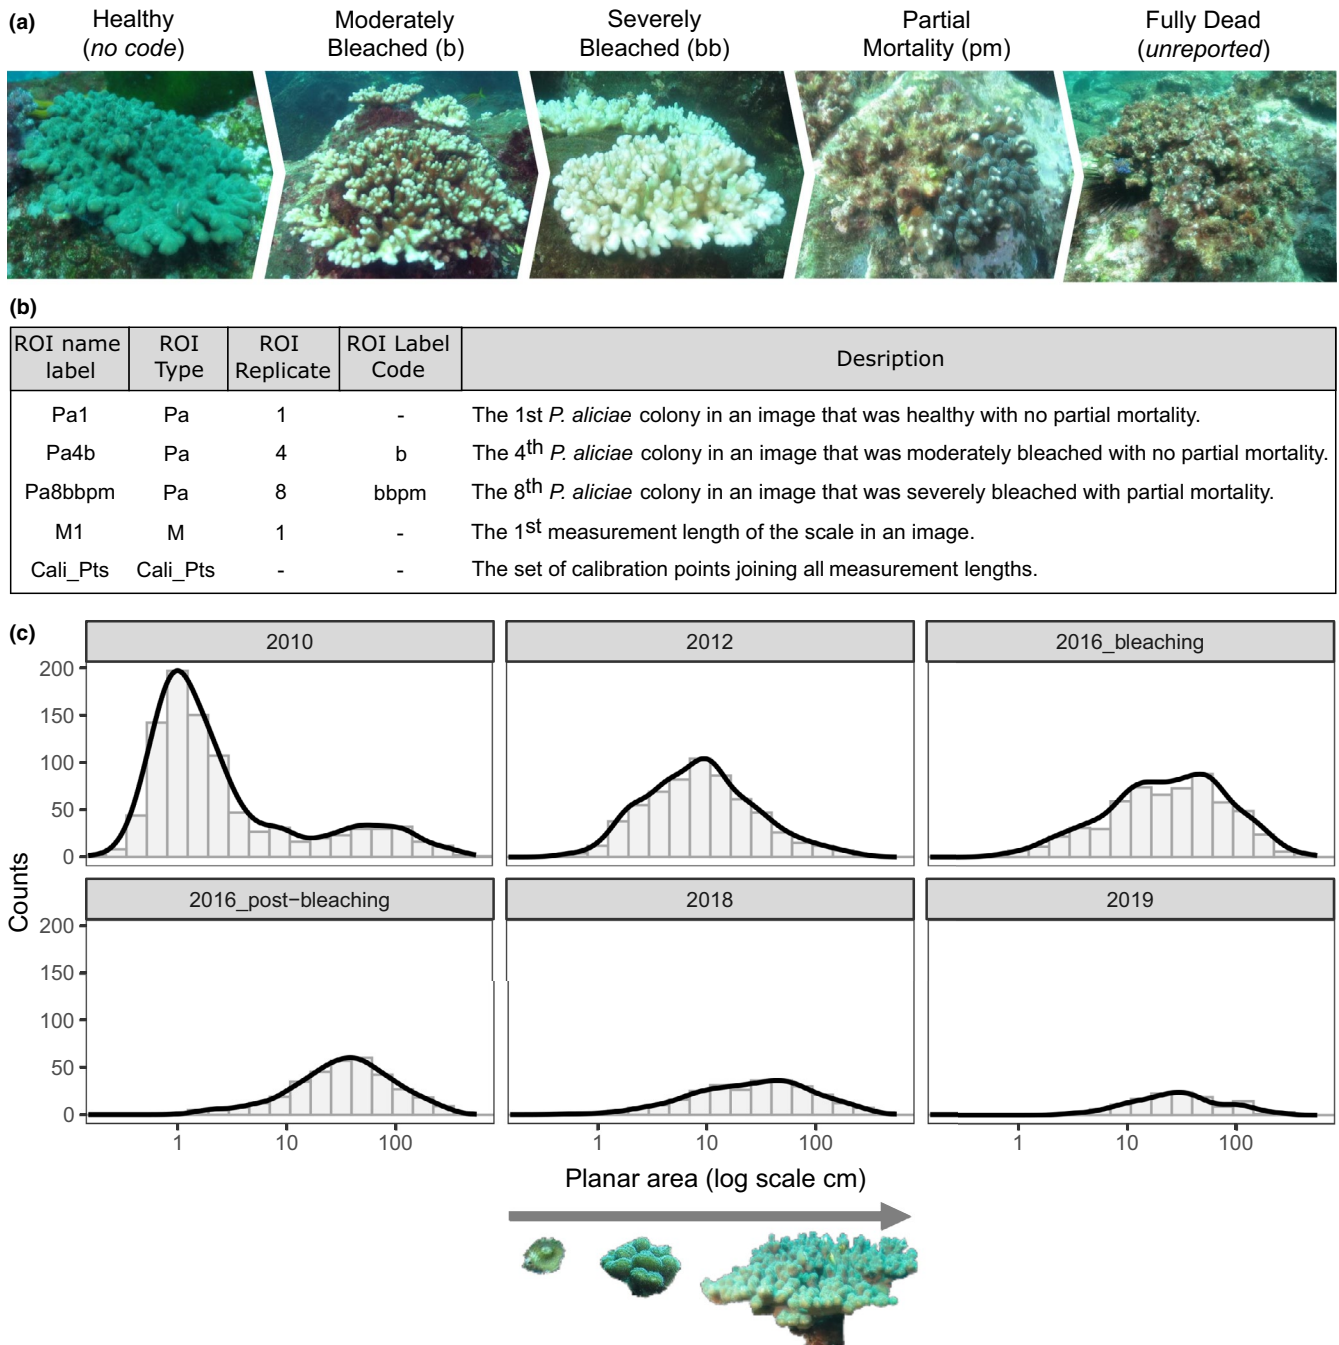 (a)
Healthy
(no code)
Moderately
Bleached (b)
Severely
Bleached (bb)
Partial
Mortality (pm)
Fully Dead
(unreported)
(b)
ROI name label | ROI Type | ROI Replicate | ROI Label Code | Desription
Pa1 Pa 1 - The 1st P. aliciae colony in an image that was healthy with no partial mortality.
Pa4b Pa 4 b The 4th P. aliciae colony in an image that was moderately bleached with no partial mortality.
Pa8bbpm Pa 8 bbpm The 8th P. aliciae colony in an image that was severely bleached with partial mortality.
M1 M 1 - The 1st measurement length of the scale in an image.
Cali_Pts Cali_Pts - - The set of calibration points joining all measurement lengths.
(c)
2010 2012 2016_bleaching
200
150
100
50
0
2016_post-bleaching 2018 2019
200
150
100
50
0
Counts
1 10 100 1 10 100 1 10 100
Planar area (log scale cm)